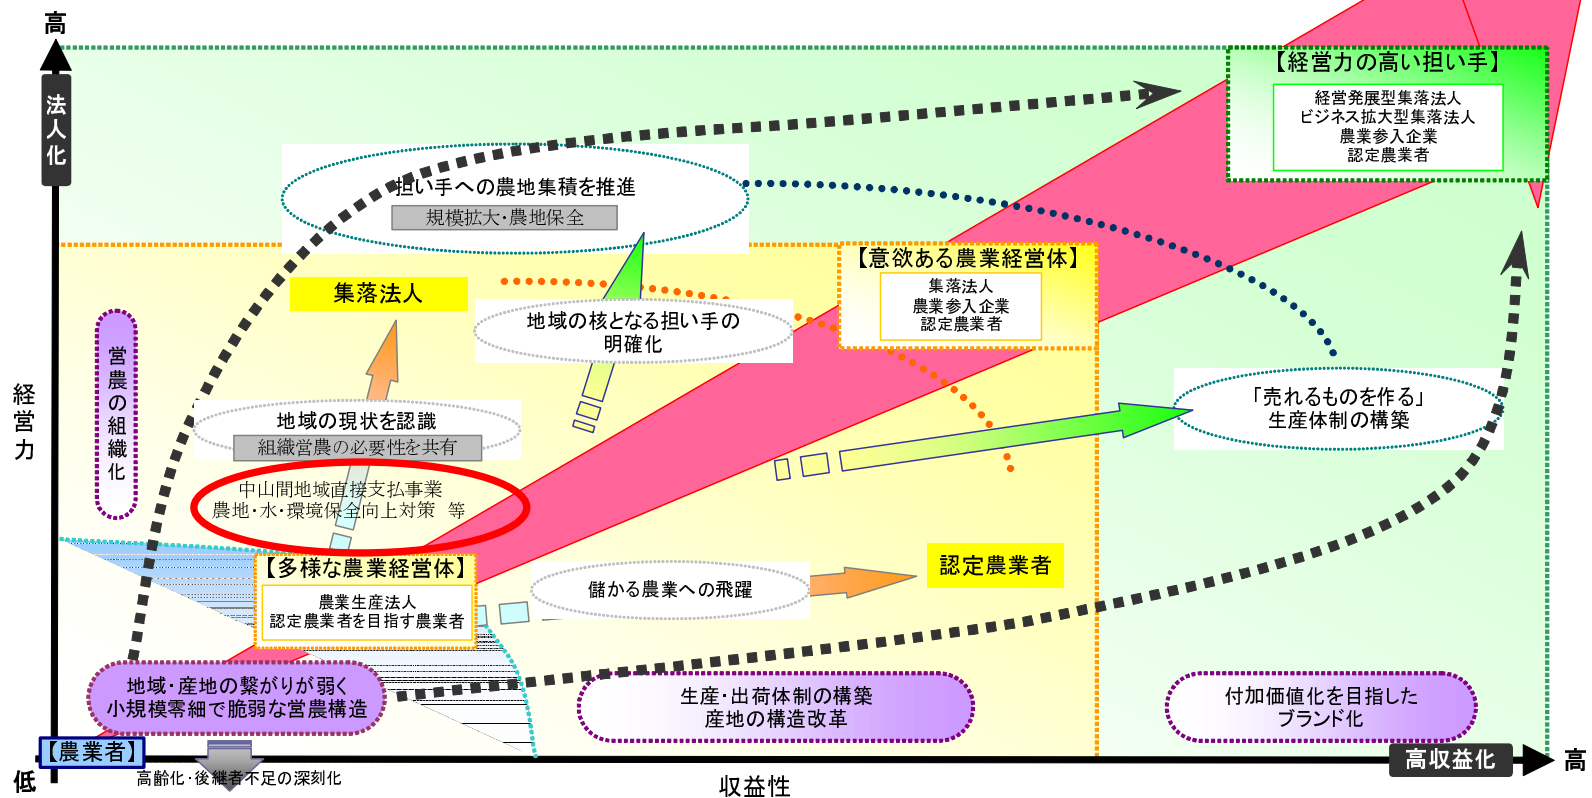 高
法人化
【経営力の高い担い手】
経営発展型集落法人
ビジネス拡大型集落法人
農業参入企業
認定農業者
担い手への農地集積を推進
規模拡大・農地保全
【意欲ある農業経営体】
集落法人
農業参入企業
認定農業者
集落法人
地域の核となる担い手の
明確化
営農の組織化
経営力
地域の現状を認識
組織営農の必要性を共有
「売れるものを作る」
生産体制の構築
中山間地域直接支払事業
農地・水・環境保全向上対策　等
【多様な農業経営体】
農業生産法人
認定農業者を目指す農業者
儲かる農業への飛躍
認定農業者
地域・産地の繋がりが弱く
小規模零細で脆弱な営農構造
生産・出荷体制の構築
産地の構造改革
付加価値化を目指した
ブランド化
【農業者】
低
高齢化・後継者不足の深刻化
収益性
高収益化
高